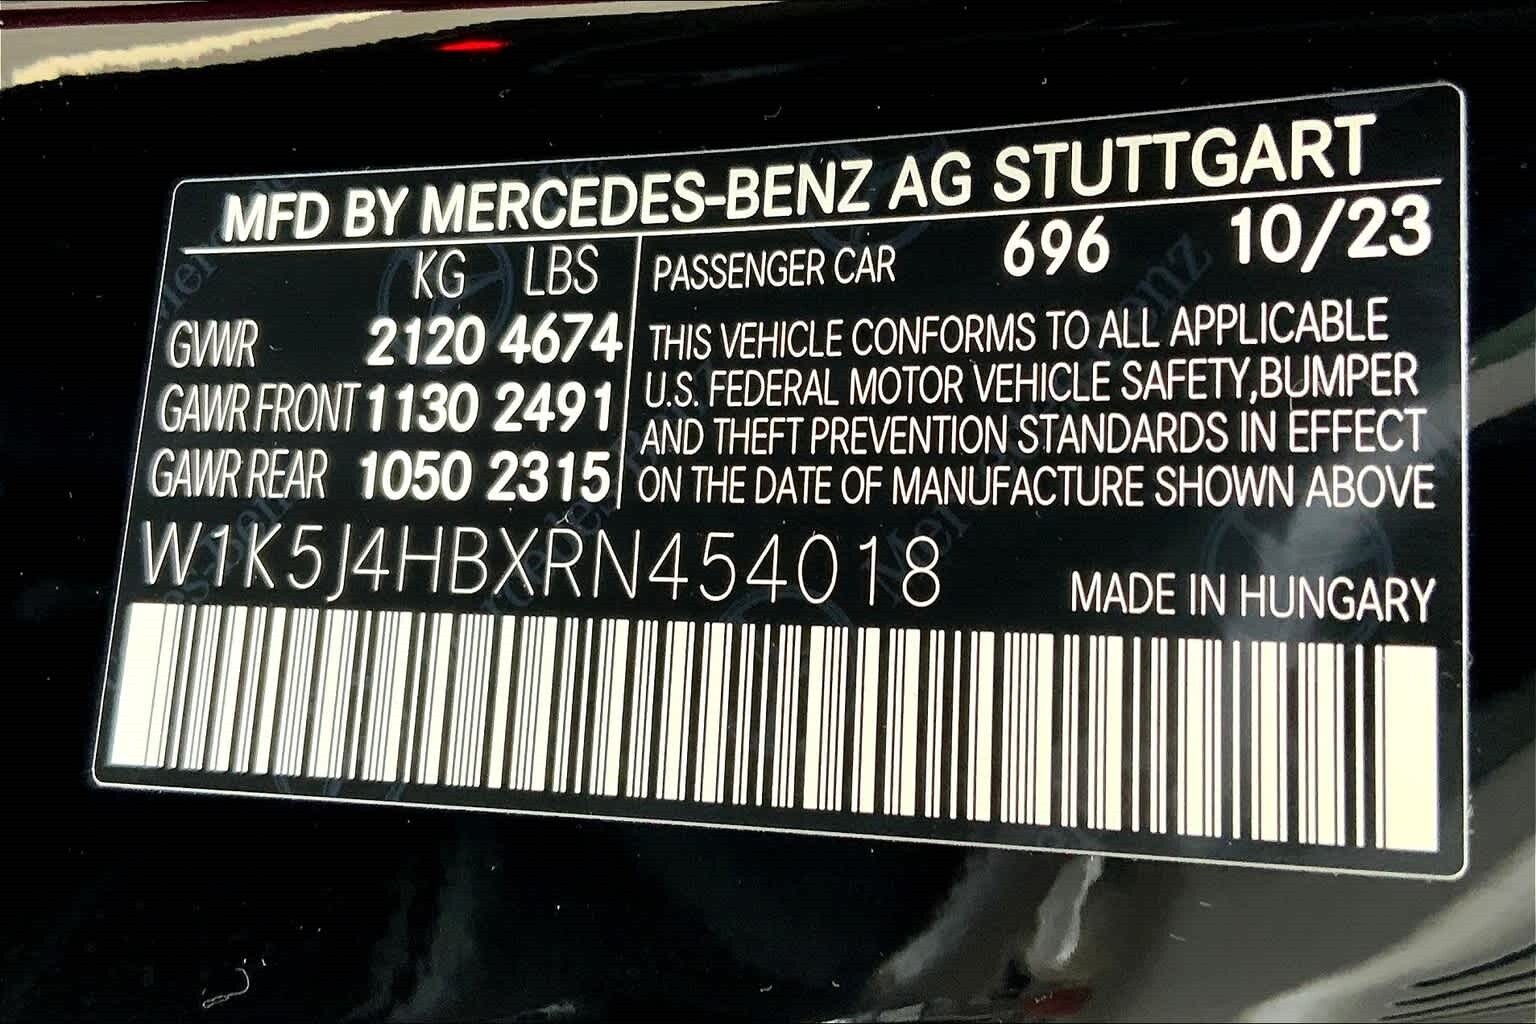 MFD BY MERCEDES-BENZ AG STUTTGART
KG LBS
GVWR 2120 4674
GAWR FRONT 1130 2491
GAWR REAR 1050 2315
PASSENGER CAR 696 10/23
THIS VEHICLE CONFORMS TO ALL APPLICABLE
U.S. FEDERAL MOTOR VEHICLE SAFETY,BUMPER
AND THEFT PREVENTION STANDARDS IN EFFECT
ON THE DATE OF MANUFACTURE SHOWN ABOVE
W1K5J4HBXRN454018
MADE IN HUNGARY